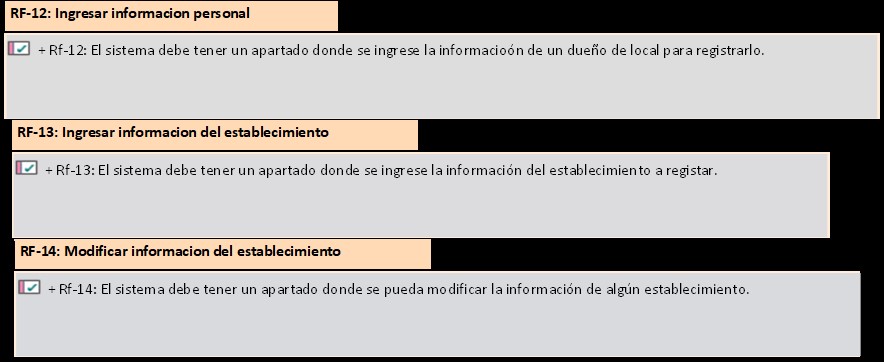 RF-12: Ingresar informacion personal
+ Rf-12: El sistema debe tener un apartado donde se ingrese la informacioón de un dueño de local para registrarlo.
RF-13: Ingresar informacion del establecimiento
+ Rf-13: El sistema debe tener un apartado donde se ingrese la información del establecimiento a registar.
RF-14: Modificar informacion del establecimiento
+ Rf-14: El sistema debe tener un apartado donde se pueda modificar la información de algún establecimiento.